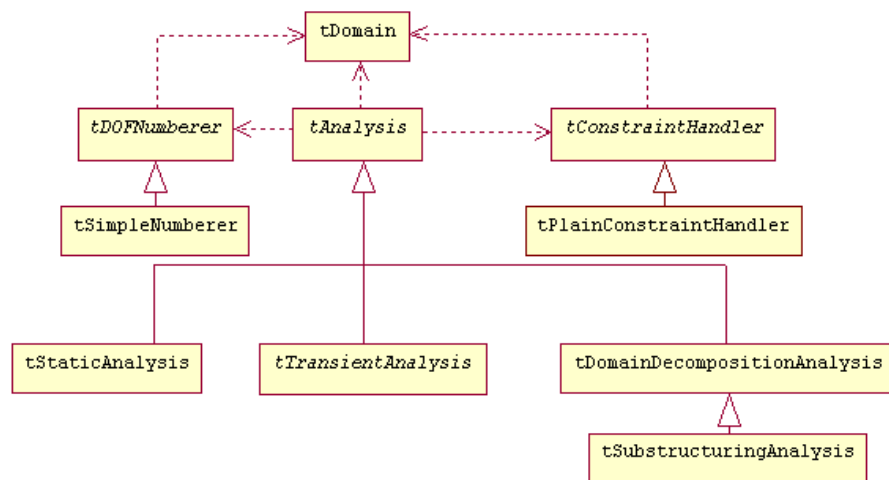 tDomain
tDOFNumberer
tAnalysis
tConstraintHandler
tSimpleNumberer
tPlainConstraintHandler
tStaticAnalysis
tTransientAnalysis
tDomainDecompositionAnalysis
tSubstructuringAnalysis